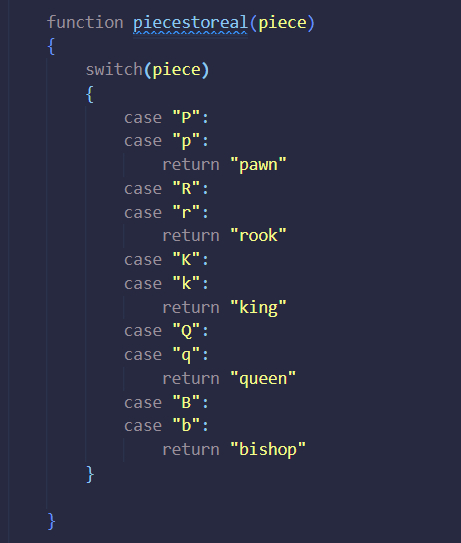 function piecestoreal(piece)
{
switch(piece)
{
case "P":
case "p":
return "pawn"
case "R":
case "r":
return "rook"
case "K":
case "k":
return "king"
case "Q":
case "q":
return "queen"
case "B":
case "b":
return "bishop"
}
}